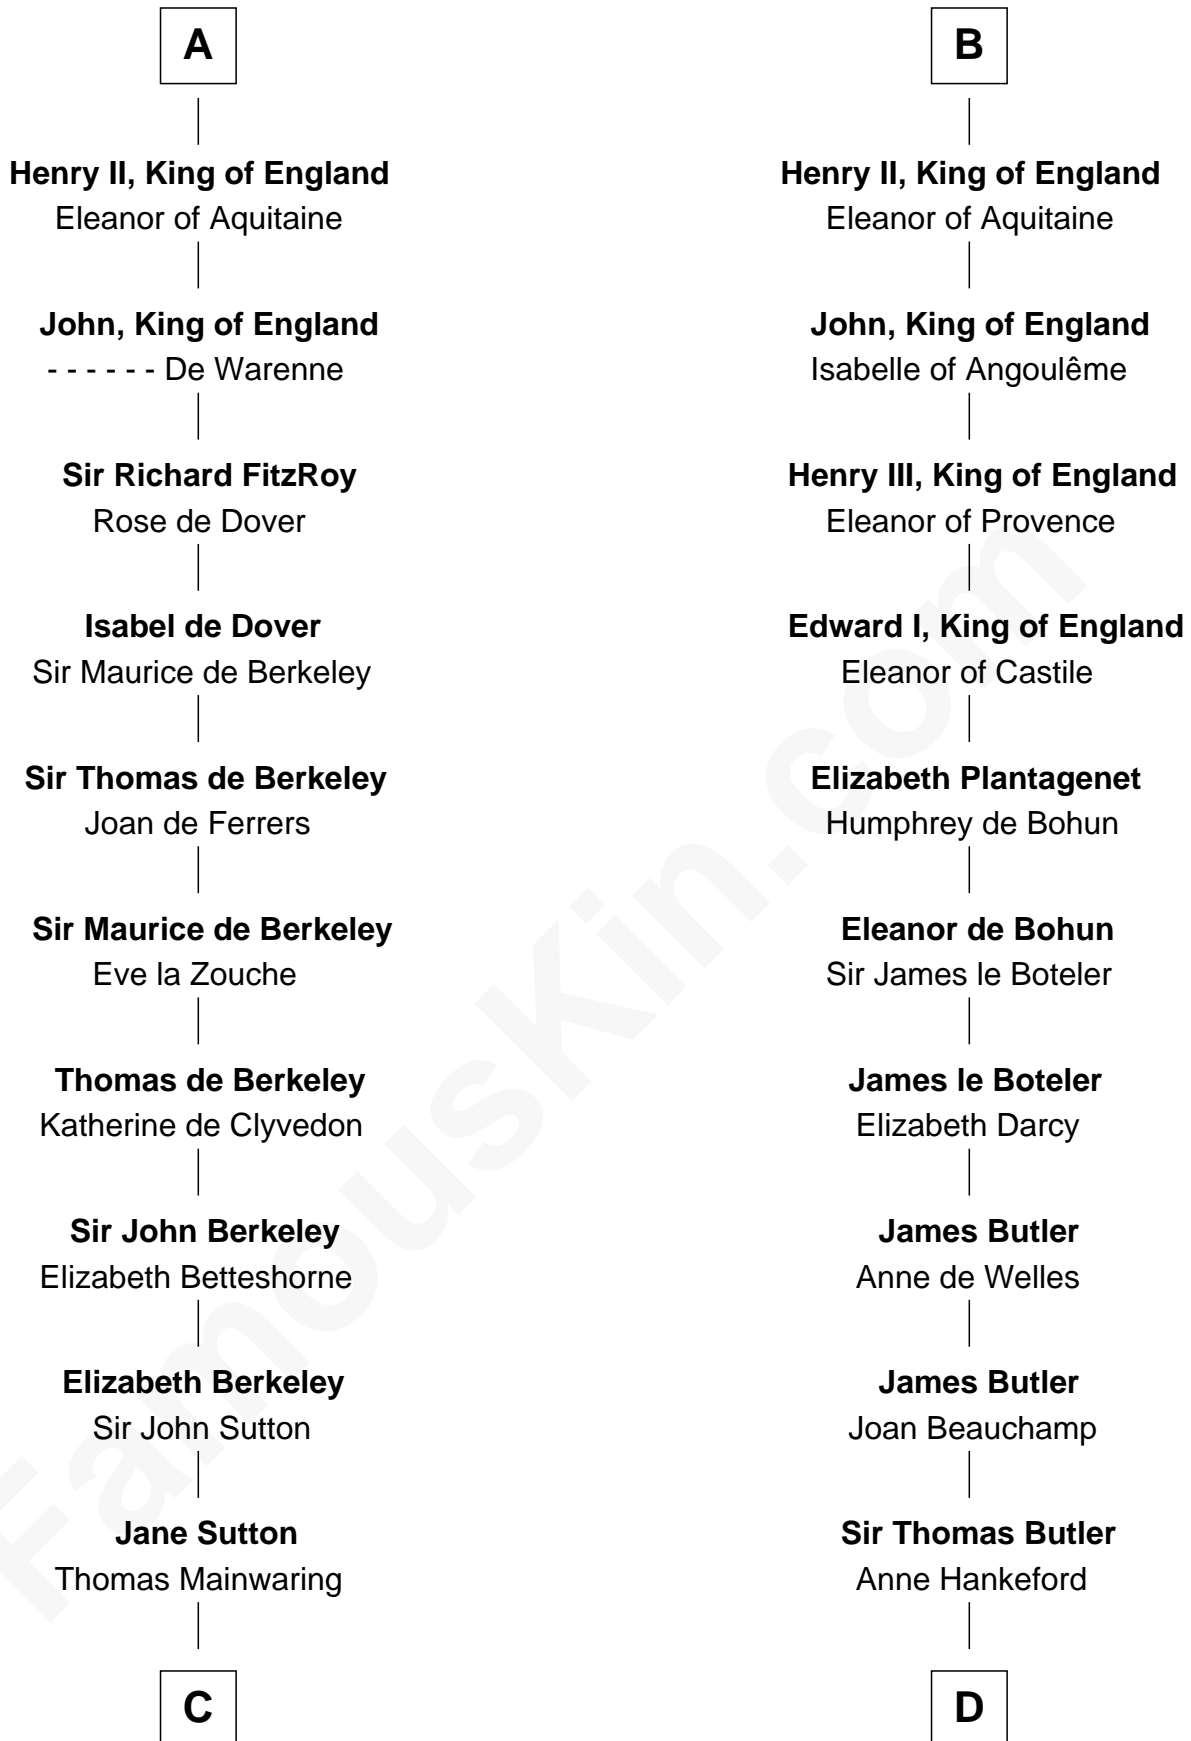 A
Henry II, King of England
Eleanor of Aquitaine
John, King of England
- - - - - - De Warenne
Sir Richard FitzRoy
Rose de Dover
Isabel de Dover
Sir Maurice de Berkeley
Sir Thomas de Berkeley
Joan de Ferrers
Sir Maurice de Berkeley
Eve la Zouche
Thomas de Berkeley
Katherine de Clyvedon
Sir John Berkeley
Elizabeth Betteshorne
Elizabeth Berkeley
Sir John Sutton
Jane Sutton
Thomas Mainwaring
C
B
Henry II, King of England
Eleanor of Aquitaine
John, King of England
Isabelle of Angoulême
Henry III, King of England
Eleanor of Provence
Edward I, King of England
Eleanor of Castile
Elizabeth Plantagenet
Humphrey de Bohun
Eleanor de Bohun
Sir James le Boteler
James le Boteler
Elizabeth Darcy
James Butler
Anne de Welles
James Butler
Joan Beauchamp
Sir Thomas Butler
Anne Hankeford
D
FamousKin.com